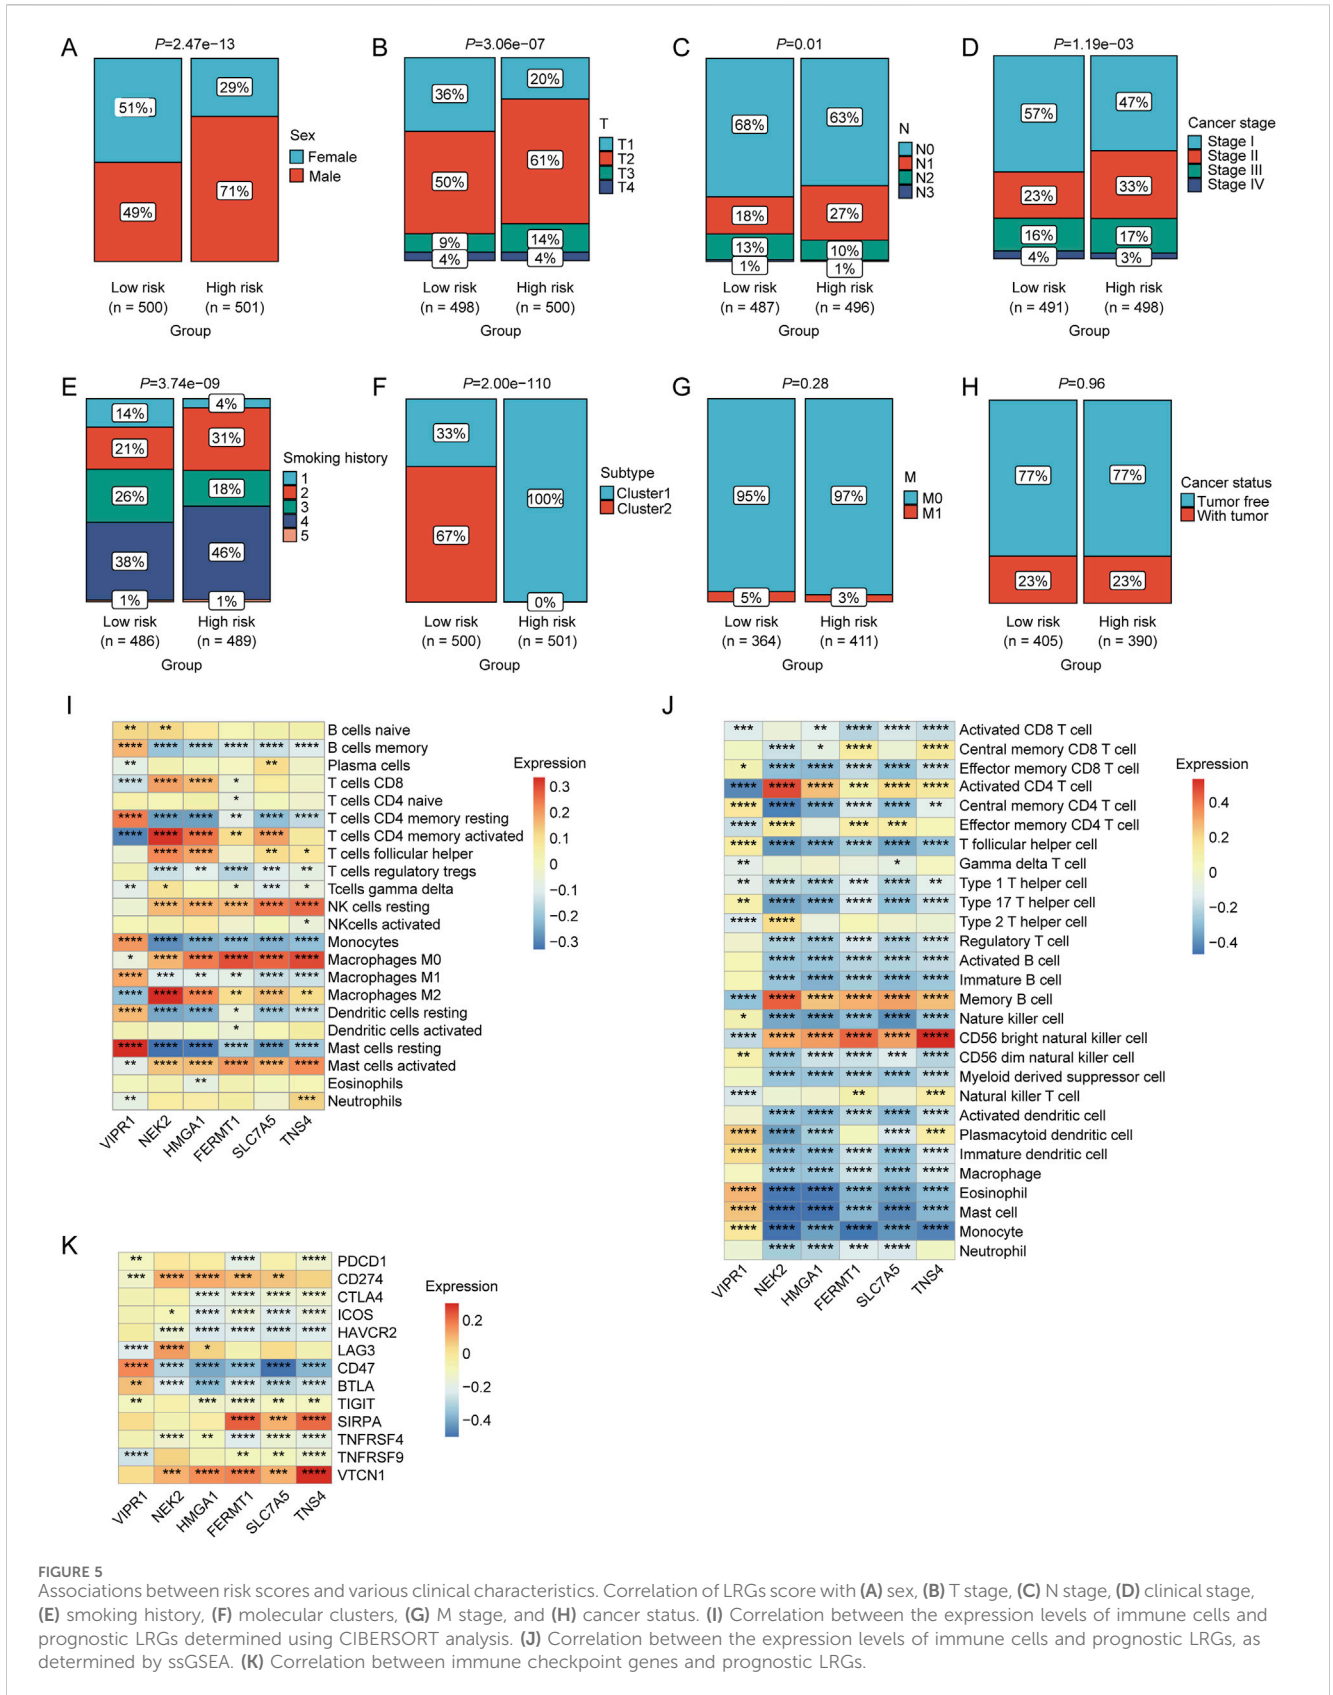 A
P=2.47e−13
51%
29%
49%
71%
Sex
Female
Male
Low risk
(n = 500)
High risk
(n = 501)
Group
B
P=3.06e−07
36%
20%
50%
61%
9%
14%
4%
4%
T
T1
T2
T3
T4
Low risk
(n = 498)
High risk
(n = 500)
Group
C
P=0.01
68%
63%
18%
27%
13%
10%
1%
1%
N
N0
N1
N2
N3
Low risk
(n = 487)
High risk
(n = 496)
Group
D
P=1.19e−03
57%
47%
23%
33%
16%
17%
4%
3%
Cancer stage
Stage I
Stage II
Stage III
Stage IV
Low risk
(n = 491)
High risk
(n = 498)
Group
E
P=3.74e−09
14%
4%
21%
31%
26%
18%
38%
46%
1%
1%
Smoking history
1
2
3
4
5
Low risk
(n = 486)
High risk
(n = 489)
Group
F
P=2.00e−110
33%
100%
67%
0%
Subtype
Cluster1
Cluster2
Low risk
(n = 500)
High risk
(n = 501)
Group
G
P=0.28
95%
97%
5%
3%
M
M0
M1
Low risk
(n = 364)
High risk
(n = 411)
Group
H
P=0.96
77%
77%
23%
23%
Cancer status
Tumor free
With tumor
Low risk
(n = 405)
High risk
(n = 390)
Group
I
** ** B cells naive
**** **** **** **** **** **** B cells memory
** ** Plasma cells
**** **** **** * T cells CD8
* T cells CD4 naive
**** **** **** ** **** **** T cells CD4 memory resting
**** **** **** ** **** T cells CD4 memory activated
**** **** ** * T cells follicular helper
**** ** **** *** ** T cells regulatory tregs
** * * *** * Tcells gamma delta
**** **** **** **** **** NK cells resting
* NKcells activated
**** **** **** **** **** **** Monocytes
* **** **** **** **** **** Macrophages M0
**** *** ** ** **** **** Macrophages M1
**** **** **** ** **** ** Macrophages M2
**** **** **** * **** **** Dendritic cells resting
* Dendritic cells activated
**** **** **** **** **** **** Mast cells resting
** **** **** **** **** **** Mast cells activated
** Eosinophils
** *** Neutrophils
VIPR1
NEK2
HMGA1
FERMT1
SLC7A5
TNS4
Expression
0.3
0.2
0.1
0
−0.1
−0.2
−0.3
J
*** ** **** **** **** Activated CD8 T cell
**** * **** **** Central memory CD8 T cell
* **** **** **** **** **** Effector memory CD8 T cell
**** **** **** *** **** **** Activated CD4 T cell
**** **** **** **** **** ** Central memory CD4 T cell
**** **** *** *** Effector memory CD4 T cell
**** **** **** **** **** **** T follicular helper cell
** * Gamma delta T cell
** **** **** *** **** ** Type 1 T helper cell
** **** **** **** **** **** Type 17 T helper cell
**** **** Type 2 T helper cell
**** **** **** **** **** Regulatory T cell
**** **** **** **** **** Activated B cell
**** **** **** **** **** Immature B cell
**** **** **** **** **** **** Memory B cell
* **** **** **** **** **** Nature killer cell
**** **** **** **** **** **** CD56 bright natural killer cell
** **** **** **** *** **** CD56 dim natural killer cell
**** **** **** **** **** Myeloid derived suppressor cell
**** ** *** Natural killer T cell
**** **** **** **** **** Activated dendritic cell
**** **** **** **** *** Plasmacytoid dendritic cell
**** **** **** **** **** **** Immature dendritic cell
**** **** **** **** **** Macrophage
**** **** **** **** **** **** Eosinophil
**** **** **** **** **** **** Mast cell
**** **** **** **** **** **** Monocyte
**** **** *** **** Neutrophil
VIPR1
NEK2
HMGA1
FERMT1
SLC7A5
TNS4
Expression
0.4
0.2
0
−0.2
−0.4
K
** **** **** PDCD1
*** **** **** *** ** CD274
**** **** **** **** CTLA4
* **** **** **** **** ICOS
**** **** **** **** **** HAVCR2
**** **** * LAG3
**** **** **** **** **** **** CD47
** **** **** **** **** **** BTLA
** *** **** ** ** TIGIT
**** *** **** SIRPA
**** ** **** **** **** TNFRSF4
**** ** ** **** TNFRSF9
*** **** **** *** **** VTCN1
VIPR1
NEK2
HMGA1
FERMT1
SLC7A5
TNS4
Expression
0.2
0
−0.2
−0.4
FIGURE 5
Associations between risk scores and various clinical characteristics. Correlation of LRGs score with (A) sex, (B) T stage, (C) N stage, (D) clinical stage,
(E) smoking history, (F) molecular clusters, (G) M stage, and (H) cancer status. (I) Correlation between the expression levels of immune cells and
prognostic LRGs determined using CIBERSORT analysis. (J) Correlation between the expression levels of immune cells and prognostic LRGs, as
determined by ssGSEA. (K) Correlation between immune checkpoint genes and prognostic LRGs.